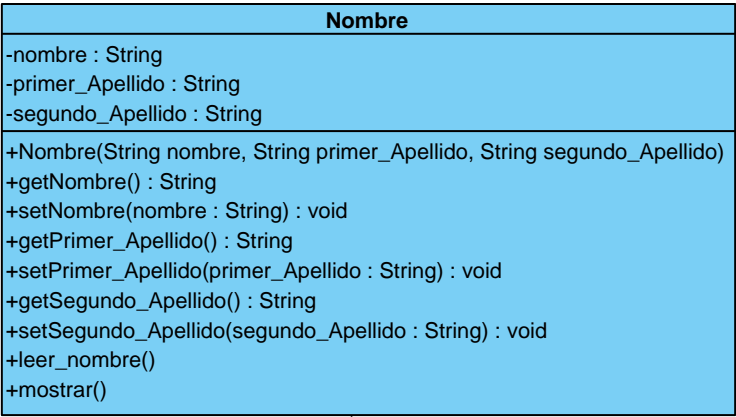 Nombre
-nombre : String
-primer_Apellido : String
-segundo_Apellido : String
+Nombre(String nombre, String primer_Apellido, String segundo_Apellido)
+getNombre() : String
+setNombre(nombre : String) : void
+getPrimer_Apellido() : String
+setPrimer_Apellido(primer_Apellido : String) : void
+getSegundo_Apellido() : String
+setSegundo_Apellido(segundo_Apellido : String) : void
+leer_nombre()
+mostrar()